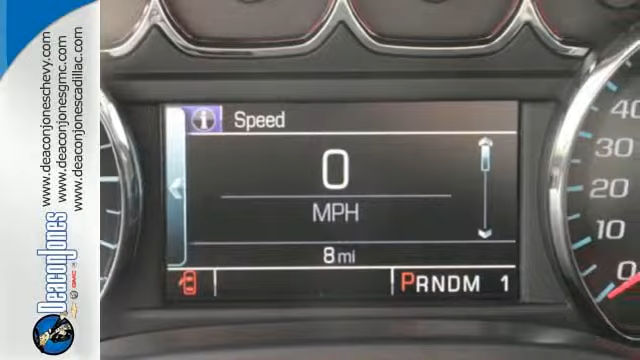 www.deaconjoneschevy.com
www.deaconjonesgmc.com
www.deaconjonescadillac.com
DeaconJones
GMC
i Speed
0
MPH
8 mi
PRNDM 1
40
30
20
10
0